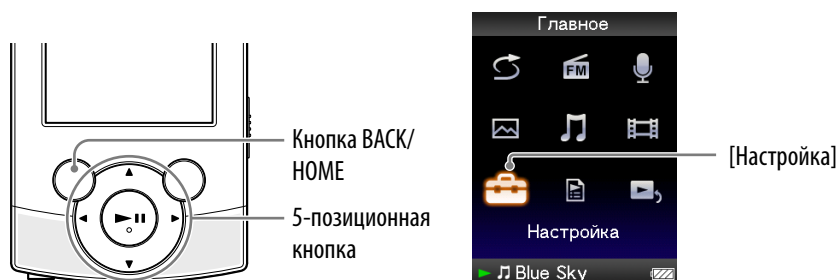 Кнопка BACK/
HOME
5-позиционная
кнопка
Главное
FM
[Настройка]
Настройка
Blue Sky